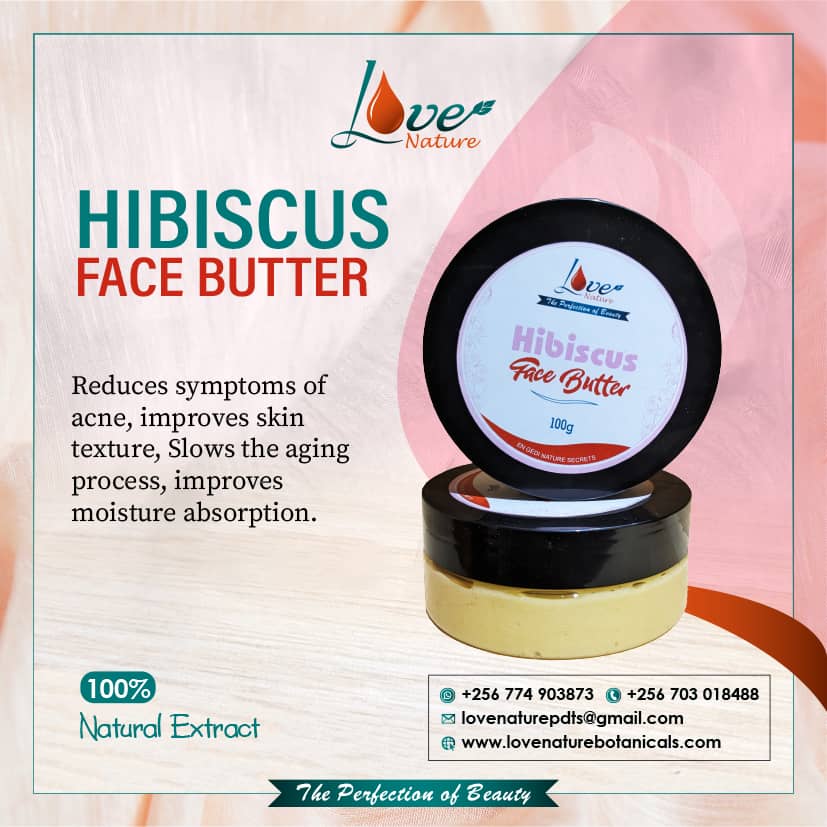 Love
Nature
HIBISCUS
FACE BUTTER
Reduces symptoms of
acne, improves skin
texture, Slows the aging
process, improves
moisture absorption.
Love
Nature
The Perfection of Beauty
Hibiscus
Face Butter
100g
EN GEDI NATURE SECRETS
100%
Natural Extract
+256 774 903873 +256 703 018488
lovenaturepdts@gmail.com
www.lovenaturebotanicals.com
The Perfection of Beauty